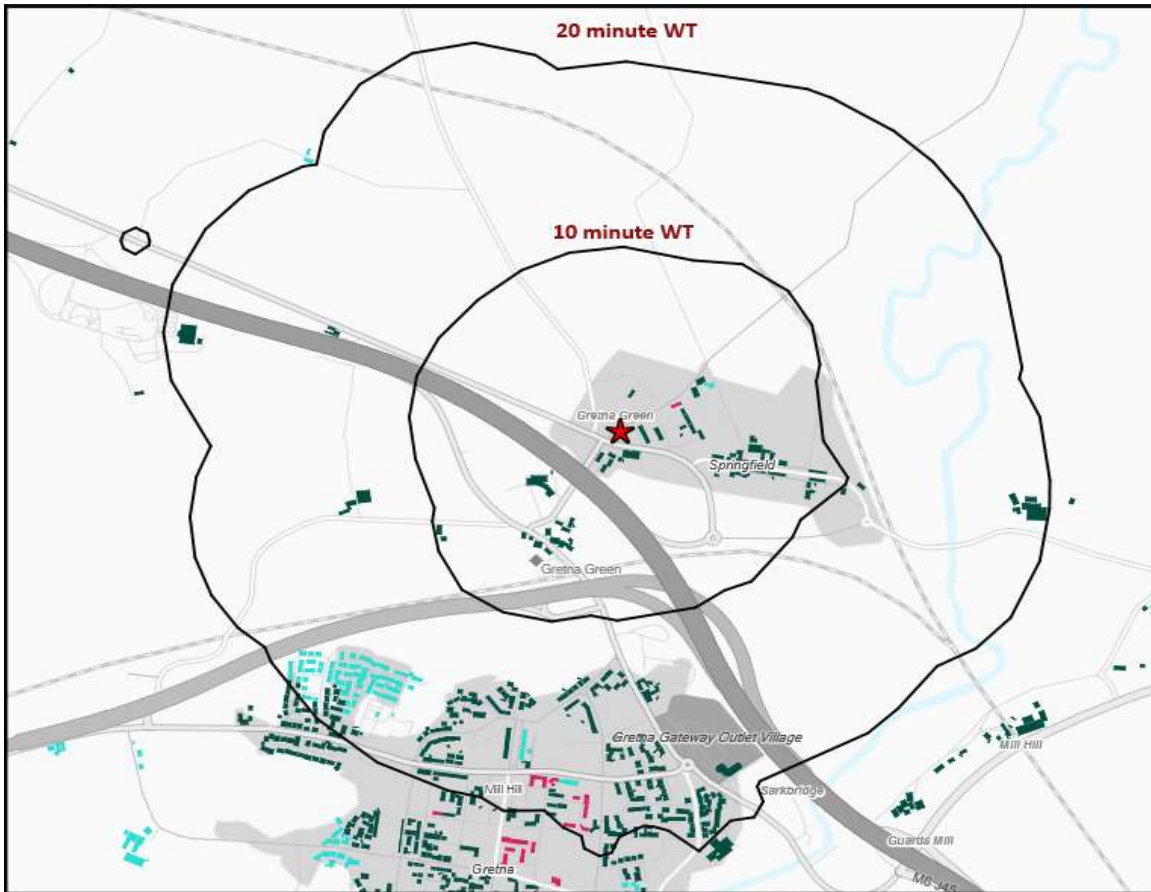 20 minute WT
10 minute WT
Gretna Green
Springfield
Gretna Green
Gretna Gateway Outlet Village
Mill Hill
Mill Hill
Sarkbridge
Guards Mill
Gretna
M6 J45